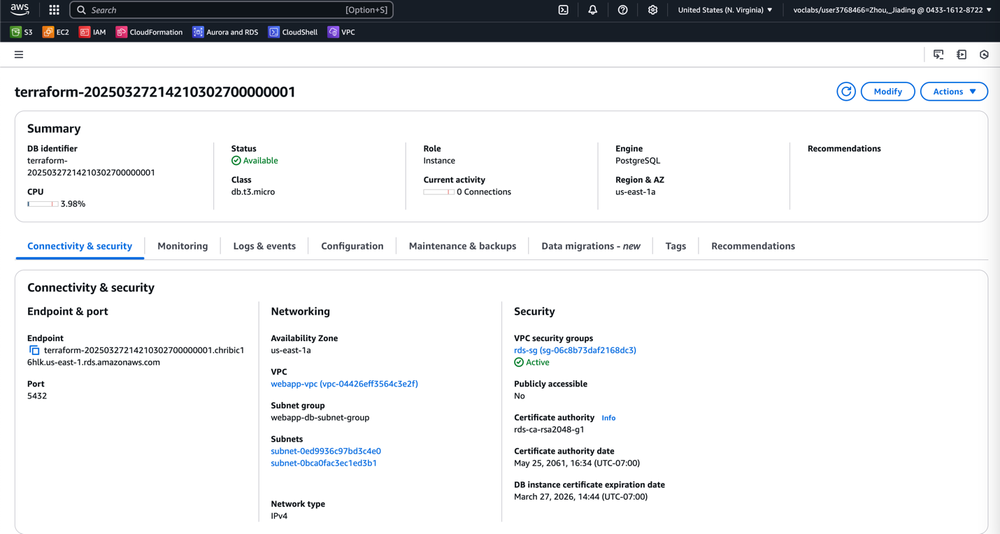 aws
Search [Option+S]
United States (N. Virginia) ▼
voclabs/user3768466=Zhou,_Jiading @ 0433-1612-8722 ▼
S3 EC2 IAM CloudFormation Aurora and RDS CloudShell VPC
terraform-20250327214210302700000001
Modify
Actions ▼
Summary
DB identifier
terraform-
20250327214210302700000001
CPU
3.98%
Status
Available
Class
db.t3.micro
Role
Instance
Current activity
0 Connections
Engine
PostgreSQL
Region & AZ
us-east-1a
Recommendations
Connectivity & security
Monitoring
Logs & events
Configuration
Maintenance & backups
Data migrations - new
Tags
Recommendations
Connectivity & security
Endpoint & port
Endpoint
terraform-20250327214210302700000001.chribic1
6hlk.us-east-1.rds.amazonaws.com
Port
5432
Networking
Availability Zone
us-east-1a
VPC
webapp-vpc (vpc-04426eff3564c3e2f)
Subnet group
webapp-db-subnet-group
Subnets
subnet-0ed9936c97bd3c4e0
subnet-0bca0fac3ec1ed3b1
Network type
IPv4
Security
VPC security groups
rds-sg (sg-06c8b73daf2168dc3)
Active
Publicly accessible
No
Certificate authority Info
rds-ca-rsa2048-g1
Certificate authority date
May 25, 2061, 16:34 (UTC-07:00)
DB instance certificate expiration date
March 27, 2026, 14:44 (UTC-07:00)